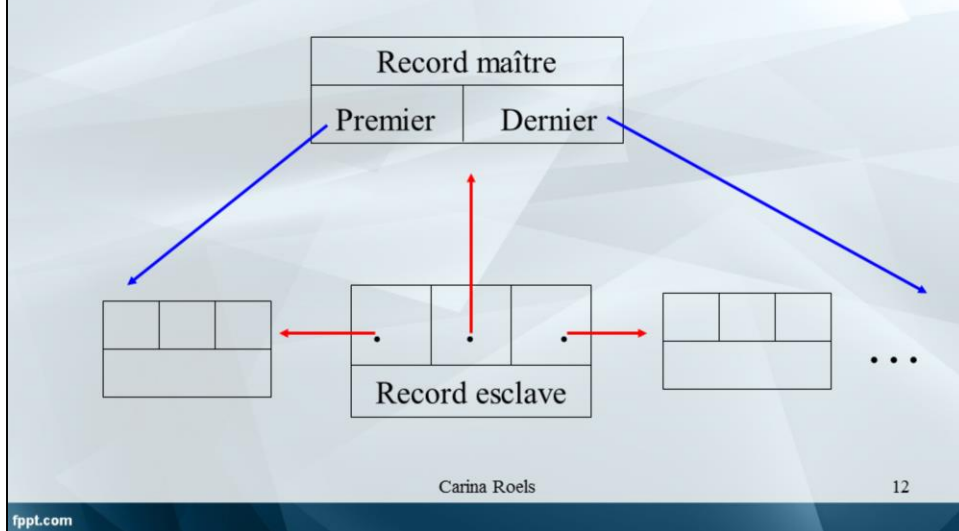 Record maître
Premier Dernier
Record esclave
• • •
Carina Roels 12
fppt.com